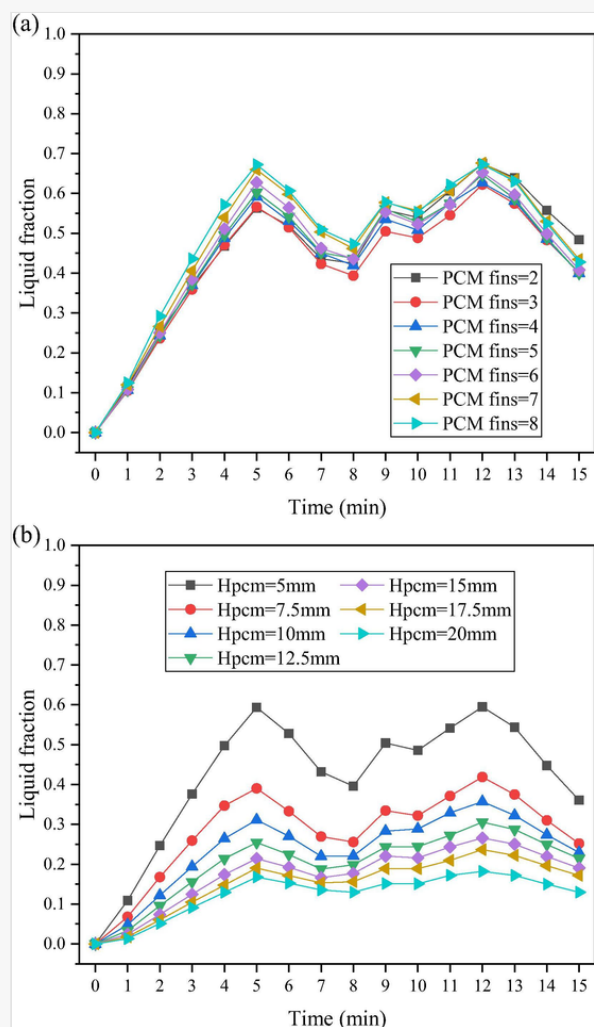 (a)
1.0
0.9
0.8
0.7
0.6
0.5
0.4
0.3
0.2
0.1
0.0
Liquid fraction
PCM fins=2
PCM fins=3
PCM fins=4
PCM fins=5
PCM fins=6
PCM fins=7
PCM fins=8
0 1 2 3 4 5 6 7 8 9 10 11 12 13 14 15
Time (min)
(b)
1.0
0.9
0.8
0.7
0.6
0.5
0.4
0.3
0.2
0.1
0.0
Liquid fraction
Hpcm=5mm Hpcm=15mm
Hpcm=7.5mm Hpcm=17.5mm
Hpcm=10mm Hpcm=20mm
Hpcm=12.5mm
0 1 2 3 4 5 6 7 8 9 10 11 12 13 14 15
Time (min)